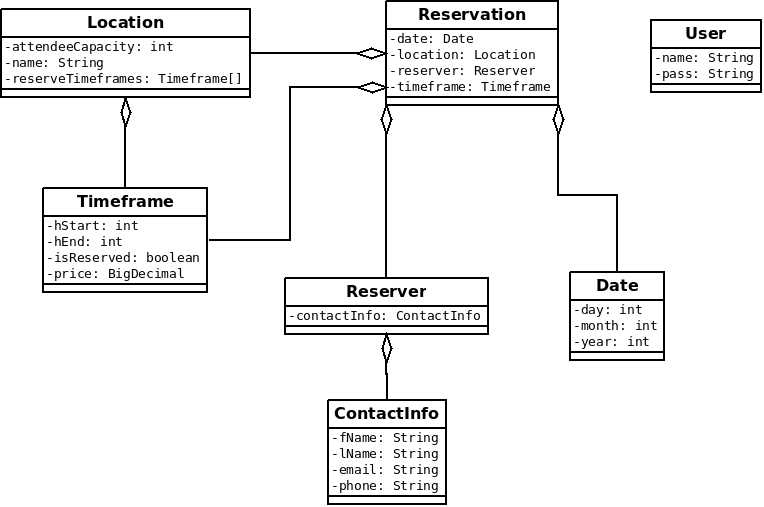 Location
-attendeeCapacity: int
-name: String
-reserveTimeframes: Timeframe[]
Reservation
-date: Date
-location: Location
-reserver: Reserver
-timeframe: Timeframe
User
-name: String
-pass: String
Timeframe
-hStart: int
-hEnd: int
-isReserved: boolean
-price: BigDecimal
Reserver
-contactInfo: ContactInfo
Date
-day: int
-month: int
-year: int
ContactInfo
-fName: String
-lName: String
-email: String
-phone: String